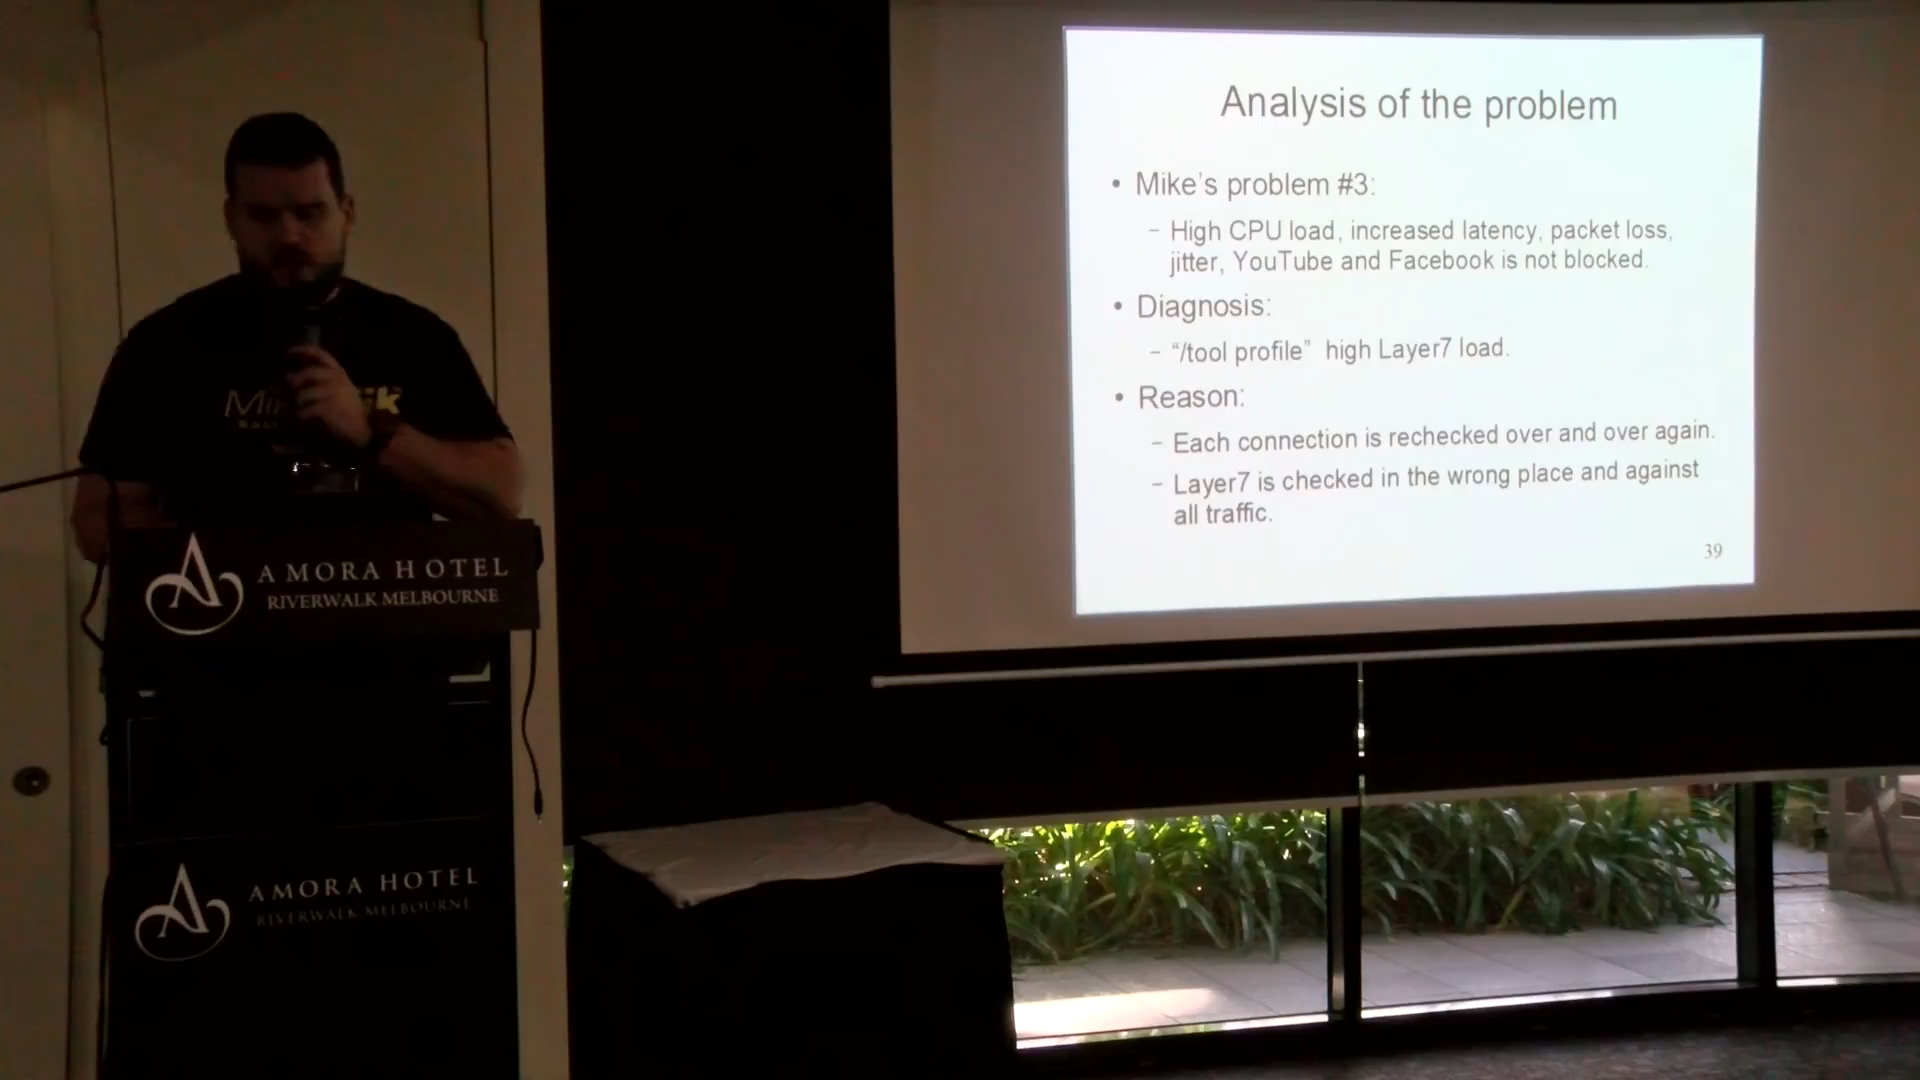 Analysis of the problem
• Mike's problem #3:
– High CPU load, increased latency, packet loss,
jitter, YouTube and Facebook is not blocked.
• Diagnosis:
– “/tool profile” high Layer7 load.
• Reason:
– Each connection is rechecked over and over again.
– Layer7 is checked in the wrong place and against
all traffic.
39
AMORA HOTEL
RIVERWALK MELBOURNE
AMORA HOTEL
RIVERWALK MELBOURNE